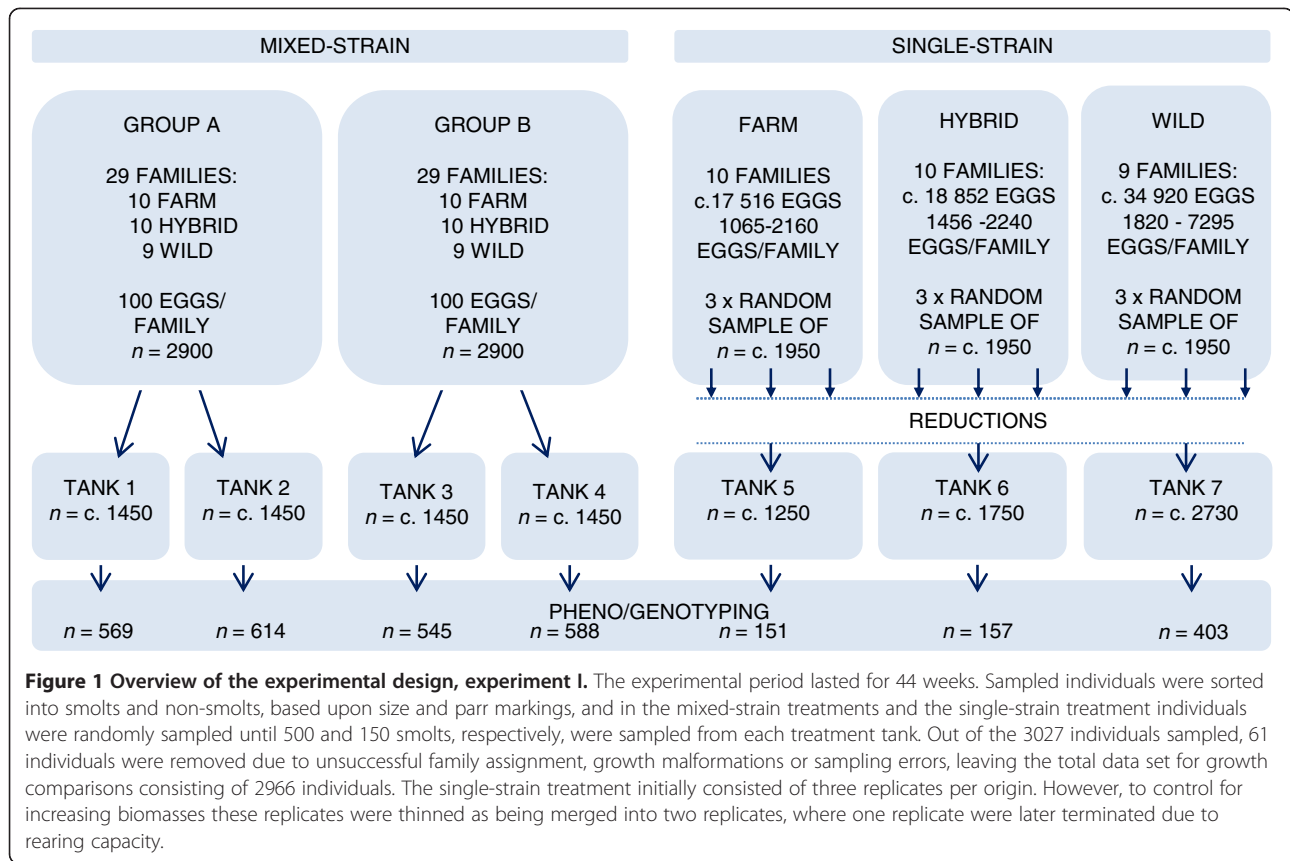 MIXED-STRAIN
SINGLE-STRAIN
GROUP A
29 FAMILIES:
10 FARM
10 HYBRID
9 WILD
100 EGGS/
FAMILY
n = 2900
GROUP B
29 FAMILIES:
10 FARM
10 HYBRID
9 WILD
100 EGGS/
FAMILY
n = 2900
FARM
10 FAMILIES
c.17 516 EGGS
1065-2160
EGGS/FAMILY
3 x RANDOM
SAMPLE OF
n = c. 1950
HYBRID
10 FAMILIES:
c. 18 852 EGGS
1456 -2240
EGGS/FAMILY
3 x RANDOM
SAMPLE OF
n = c. 1950
WILD
9 FAMILIES:
c. 34 920 EGGS
1820 - 7295
EGGS/FAMILY
3 x RANDOM
SAMPLE OF
n = c. 1950
REDUCTIONS
TANK 1
n = c. 1450
TANK 2
n = c. 1450
TANK 3
n = c. 1450
TANK 4
n = c. 1450
TANK 5
n = c. 1250
TANK 6
n = c. 1750
TANK 7
n = c. 2730
PHENO/GENOTYPING
n = 569
n = 614
n = 545
n = 588
n = 151
n = 157
n = 403
Figure 1 Overview of the experimental design, experiment I. The experimental period lasted for 44 weeks. Sampled individuals were sorted
into smolts and non-smolts, based upon size and parr markings, and in the mixed-strain treatments and the single-strain treatment individuals
were randomly sampled until 500 and 150 smolts, respectively, were sampled from each treatment tank. Out of the 3027 individuals sampled, 61
individuals were removed due to unsuccessful family assignment, growth malformations or sampling errors, leaving the total data set for growth
comparisons consisting of 2966 individuals. The single-strain treatment initially consisted of three replicates per origin. However, to control for
increasing biomasses these replicates were thinned as being merged into two replicates, where one replicate were later terminated due to
rearing capacity.